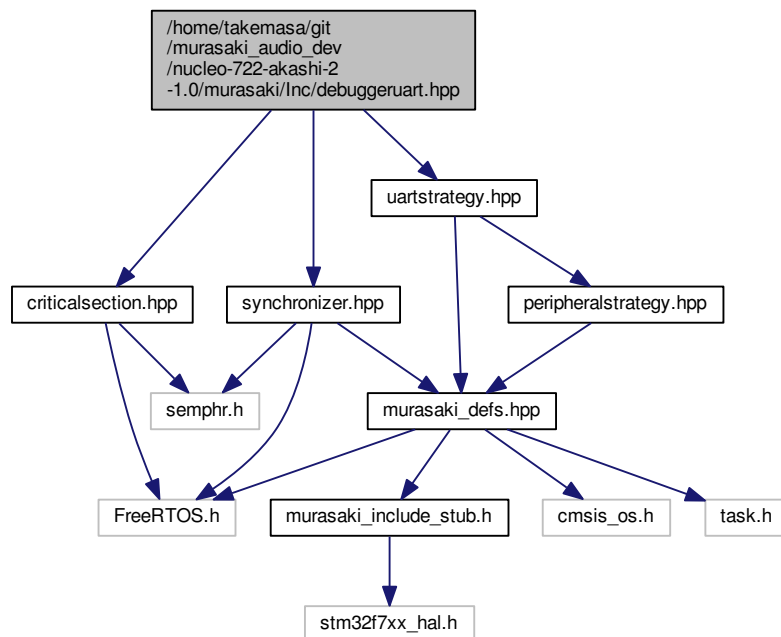 /home/takemasa/git
/murasaki_audio_dev
/nucleo-722-akashi-2
-1.0/murasaki/Inc/debuggeruart.hpp
uartstrategy.hpp
criticalsection.hpp
synchronizer.hpp
peripheralstrategy.hpp
semphr.h
murasaki_defs.hpp
FreeRTOS.h
murasaki_include_stub.h
cmsis_os.h
task.h
stm32f7xx_hal.h